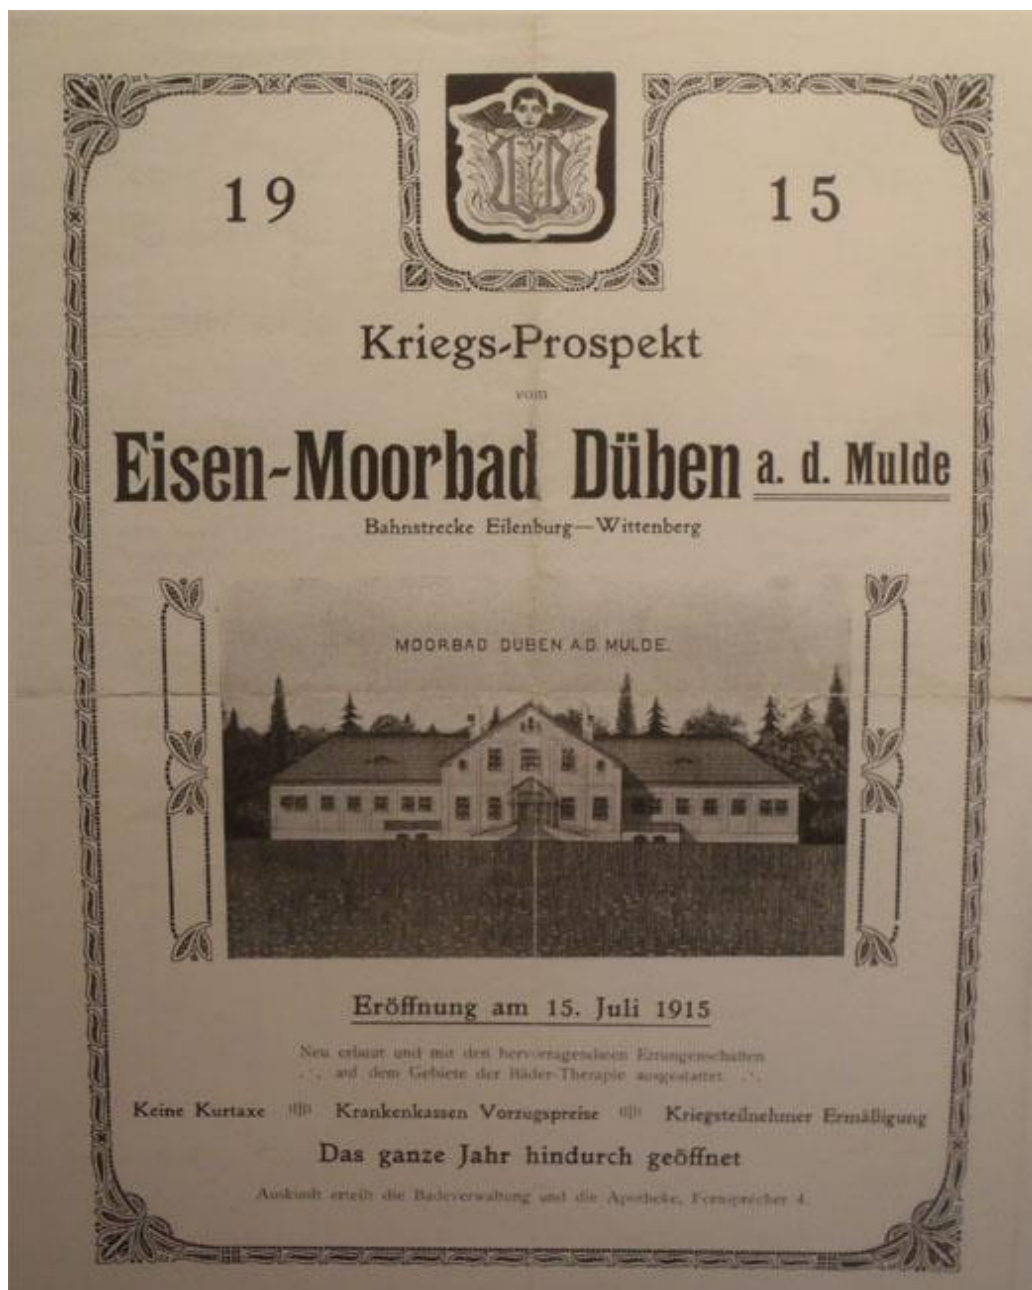 19 15
Kriegs-Prospekt
vom
Eisen-Moorbad Düben a. d. Mulde
Bahnstrecke Eilenburg—Wittenberg
MOORBAD DÜBEN A.D. MULDE.
Eröffnung am 15. Juli 1915
Neu erbaut und mit den hervorragendsten Errungenschaften
auf dem Gebiete der Bäder-Therapie ausgestattet.
Keine Kurtaxe Krankenkassen Vorzugspreise Kriegsteilnehmer Ermäßigung
Das ganze Jahr hindurch geöffnet
Auskunft erteilt die Badeverwaltung und die Apotheke, Fernsprecher 4.